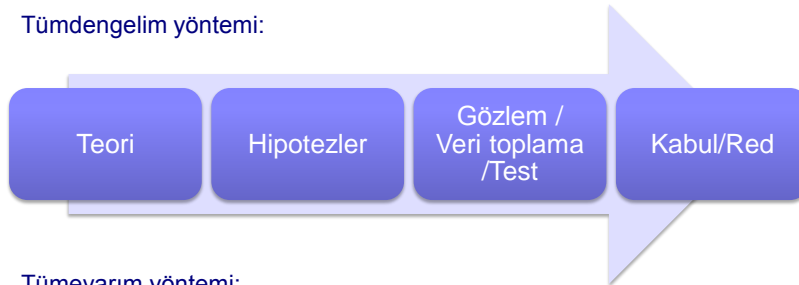 Tümdengelim yöntemi:
Teori
Hipotezler
Gözlem /
Veri toplama
/Test
Kabul/Red
Tümevarım yöntemi: